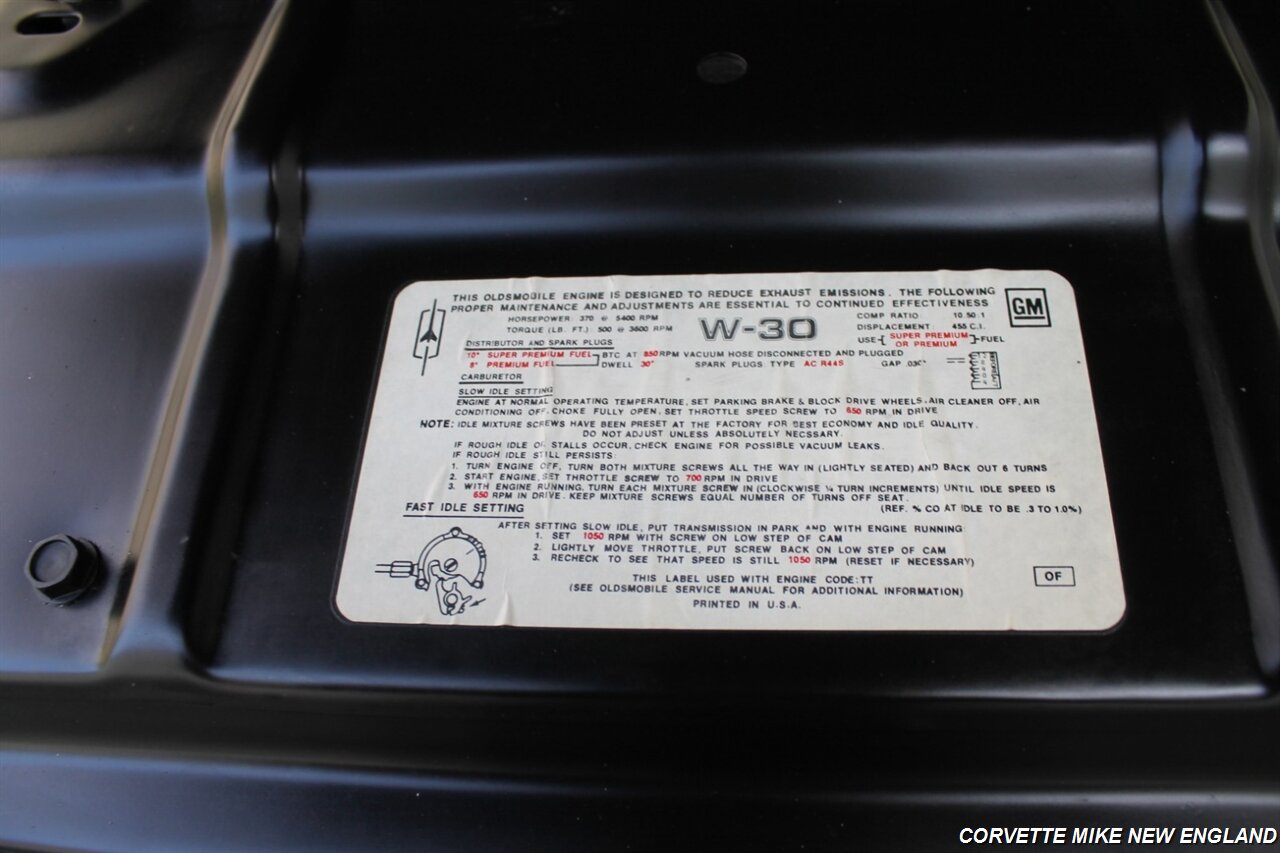 THIS OLDSMOBILE ENGINE IS DESIGNED TO REDUCE EXHAUST EMISSIONS. THE FOLLOWING
PROPER MAINTENANCE AND ADJUSTMENTS ARE ESSENTIAL TO CONTINUED EFFECTIVENESS
GM
HORSEPOWER: 370 @ 5400 RPM
TORQUE (LB. FT.) 500 @ 3600 RPM
W-30
COMP RATIO: 10.50:1
DISPLACEMENT: 455 C.I.
USE SUPER PREMIUM OR PREMIUM FUEL
DISTRIBUTOR AND SPARK PLUGS
10° SUPER PREMIUM FUEL BTC AT 850 RPM VACUUM HOSE DISCONNECTED AND PLUGGED
8° PREMIUM FUEL DWELL 30° SPARK PLUGS: TYPE AC R44S GAP
CARBURETOR
SLOW IDLE SETTING
ENGINE AT NORMAL OPERATING TEMPERATURE, SET PARKING BRAKE & BLOCK DRIVE WHEELS. AIR CLEANER OFF, AIR
CONDITIONING OFF, CHOKE FULLY OPEN, SET THROTTLE SPEED SCREW TO 650 RPM IN DRIVE
NOTE: IDLE MIXTURE SCREWS HAVE BEEN PRESET AT THE FACTORY FOR BEST ECONOMY AND IDLE QUALITY.
DO NOT ADJUST UNLESS ABSOLUTELY NECSSARY.
IF ROUGH IDLE OR STALLS OCCUR, CHECK ENGINE FOR POSSIBLE VACUUM LEAKS.
IF ROUGH IDLE STILL PERSISTS:
1. TURN ENGINE OFF, TURN BOTH MIXTURE SCREWS ALL THE WAY IN (LIGHTLY SEATED) AND BACK OUT 6 TURNS
2. START ENGINE, SET THROTTLE SCREW TO 700 RPM IN DRIVE
3. WITH ENGINE RUNNING, TURN EACH MIXTURE SCREW IN (CLOCKWISE ¼ TURN INCREMENTS) UNTIL IDLE SPEED IS
650 RPM IN DRIVE. KEEP MIXTURE SCREWS EQUAL NUMBER OF TURNS OFF SEAT.
(REF. % CO AT IDLE TO BE .3 TO 1.0%)
FAST IDLE SETTING
AFTER SETTING SLOW IDLE, PUT TRANSMISSION IN PARK AND WITH ENGINE RUNNING:
1. SET 1050 RPM WITH SCREW ON LOW STEP OF CAM
2. LIGHTLY MOVE THROTTLE, PUT SCREW BACK ON LOW STEP OF CAM
3. RECHECK TO SEE THAT SPEED IS STILL 1050 RPM (RESET IF NECESSARY)
THIS LABEL USED WITH ENGINE CODE: TT
(SEE OLDSMOBILE SERVICE MANUAL FOR ADDITIONAL INFORMATION)
PRINTED IN U.S.A.
OF
CORVETTE MIKE NEW ENGLAND